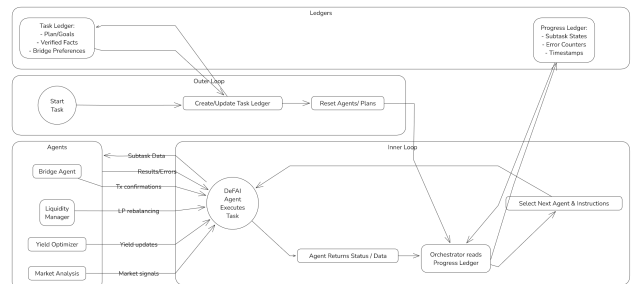 Ledgers
Task Ledger:
- Plan/Goals
- Verified Facts
- Bridge Preferences
Progress Ledger:
- Subtask States
- Error Counters
- Timestamps
Outer Loop
Start
Task
Create/Update Task Ledger
Reset Agents/ Plans
Agents
Bridge Agent
Liquidity
Manager
Yield Optimizer
Market Analysis
Inner Loop
Subtask Data
Results/Errors
Tx confirmations
LP rebalancing
Yield updates
Market signals
DeFAI
Agent
Executes
Task
Select Next Agent & Instructions
Agent Returns Status / Data
Orchestrator reads
Progress Ledger